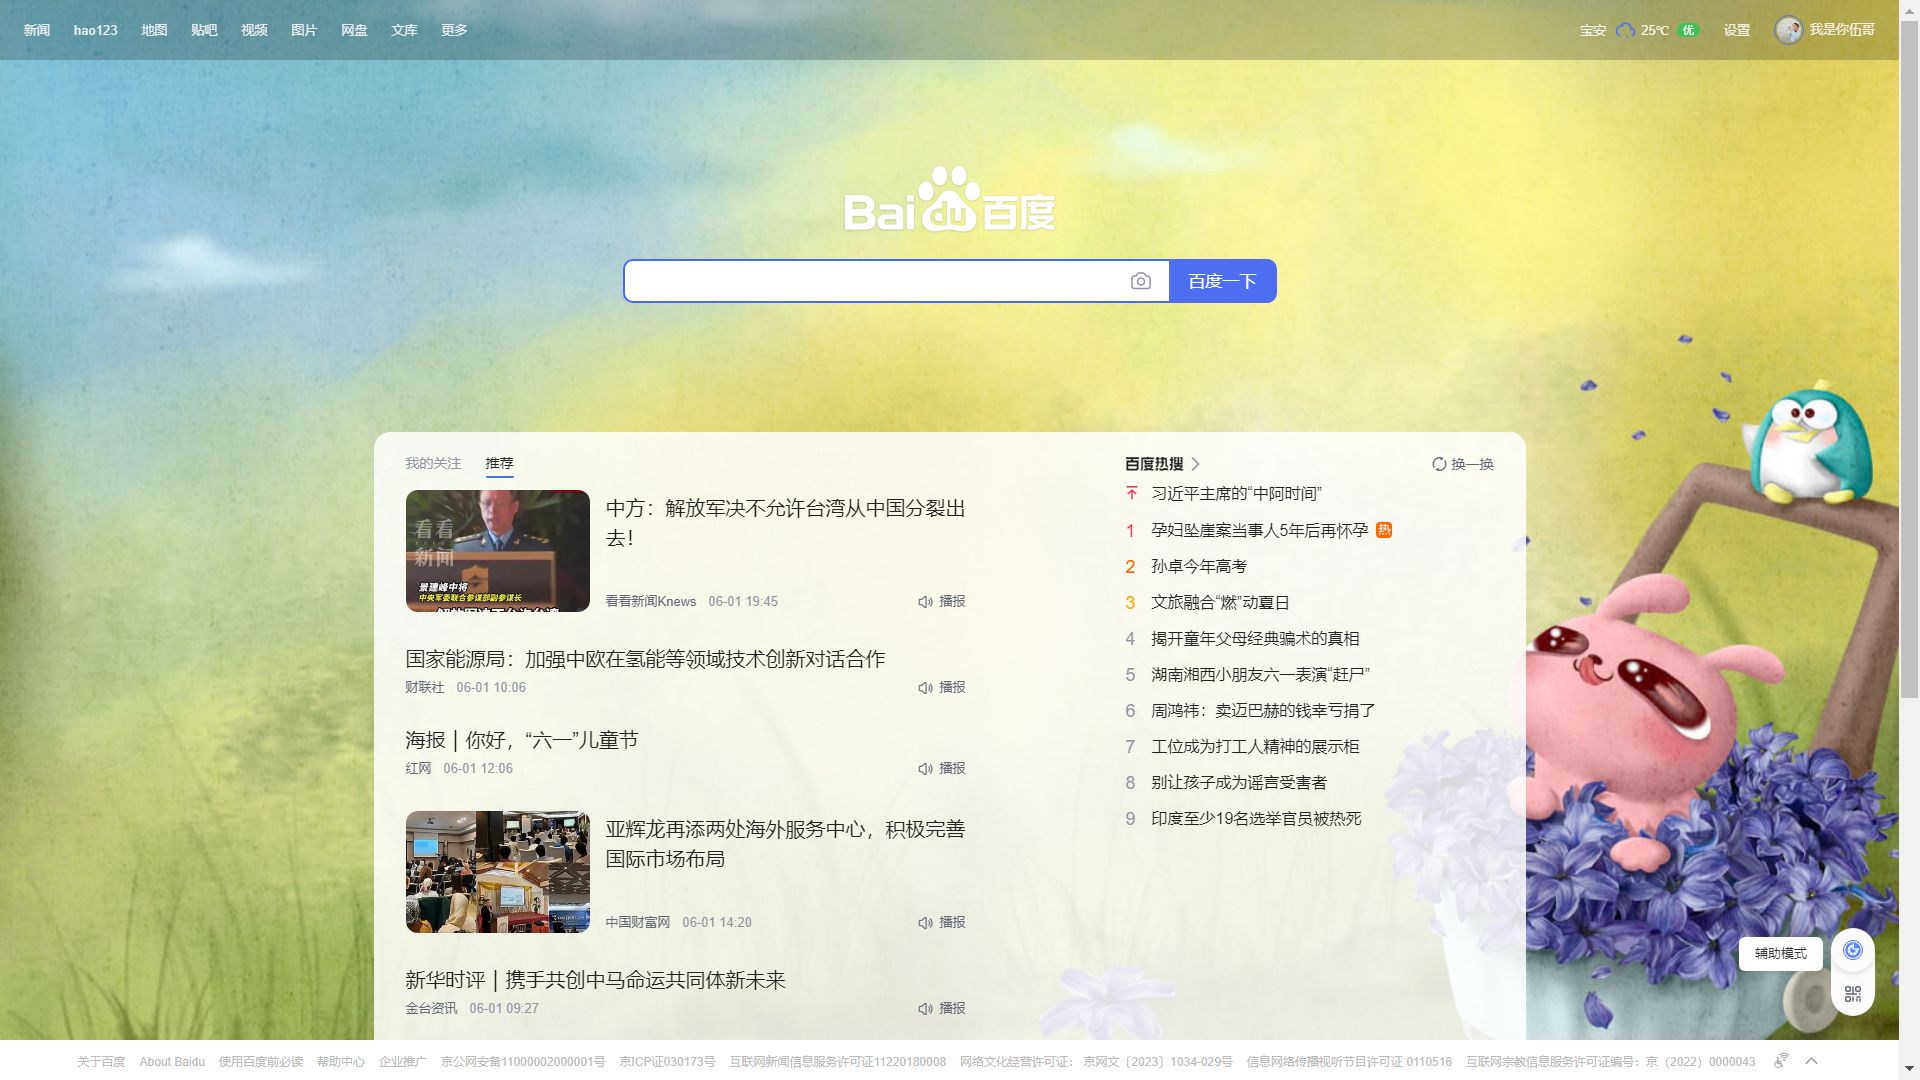 新闻 hao123 地图 贴吧 视频 图片 网盘 文库 更多
宝安 25℃ 优 设置 我是你伍哥
Bai du 百度
百度一下
我的关注 推荐
看看新闻
景建峰中将
中央军委联合参谋部副参谋长
中方：解放军决不允许台湾从中国分裂出
去！
看看新闻Knews 06-01 19:45 播报
国家能源局：加强中欧在氢能等领域技术创新对话合作
财联社 06-01 10:06 播报
海报｜你好，“六一”儿童节
红网 06-01 12:06 播报
亚辉龙再添两处海外服务中心，积极完善
国际市场布局
中国财富网 06-01 14:20 播报
新华时评｜携手共创中马命运共同体新未来
金台资讯 06-01 09:27 播报
百度热搜 换一换
习近平主席的“中阿时间”
1 孕妇坠崖案当事人5年后再怀孕 热
2 孙卓今年高考
3 文旅融合“燃”动夏日
4 揭开童年父母经典骗术的真相
5 湖南湘西小朋友六一表演“赶尸”
6 周鸿祎：卖迈巴赫的钱幸亏捐了
7 工位成为打工人精神的展示柜
8 别让孩子成为谣言受害者
9 印度至少19名选举官员被热死
辅助模式
关于百度 About Baidu 使用百度前必读 帮助中心 企业推广 京公网安备11000002000001号 京ICP证030173号 互联网新闻信息服务许可证11220180008 网络文化经营许可证： 京网文〔2023〕1034-029号 信息网络传播视听节目许可证 0110516 互联网宗教信息服务许可证编号：京（2022）0000043